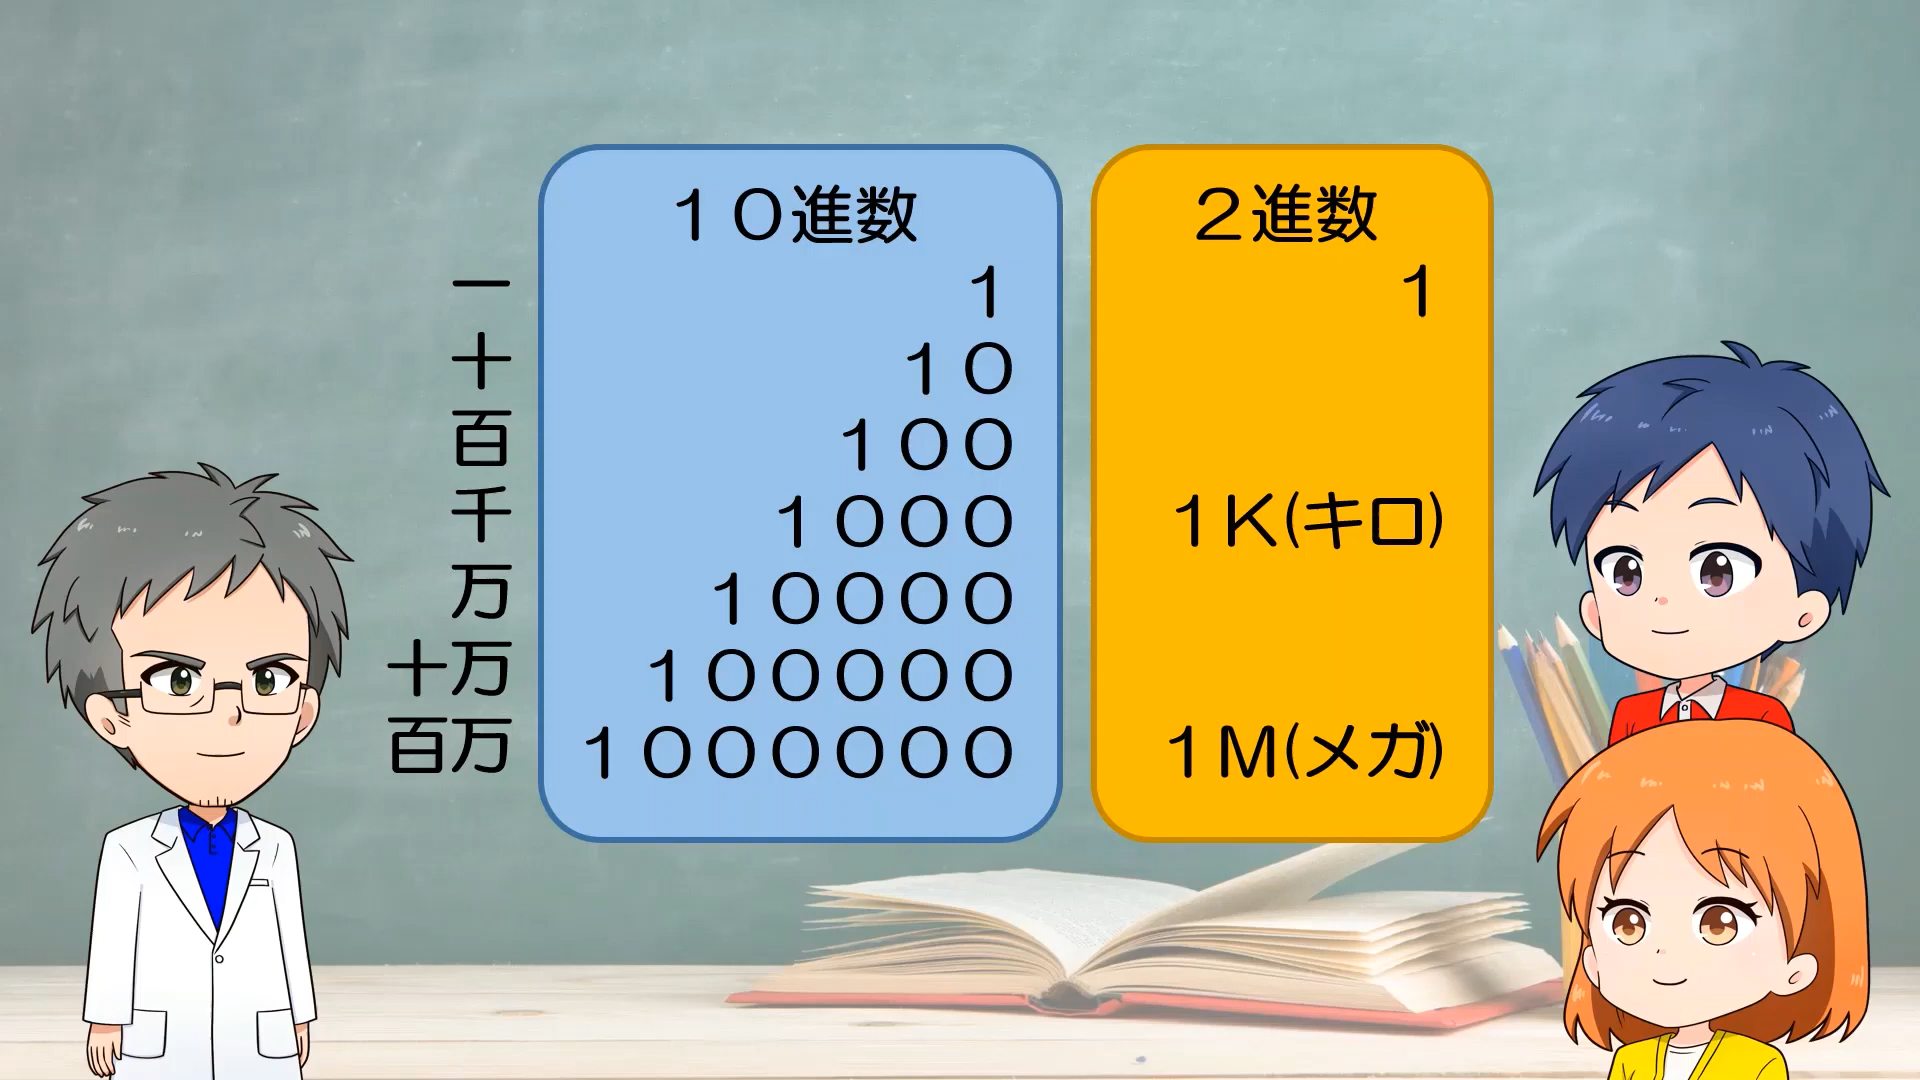 １０進数 ２進数
一 １ １
十 １０
百 １００
千 １０００ １Ｋ(キロ)
万 １００００
十万 １０００００
百万 １００００００ １Ｍ(メガ)